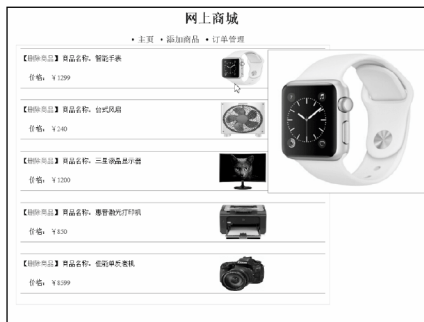 网上商城
• 主页 • 添加商品 • 订单管理
【删除商品】商品名称：智能手表
价格：￥1299
【删除商品】商品名称：台式风扇
价格：￥240
【删除商品】商品名称：三星液晶显示器
价格：￥1200
【删除商品】商品名称：惠普激光打印机
价格：￥850
【删除商品】商品名称：佳能单反相机
价格：￥8599